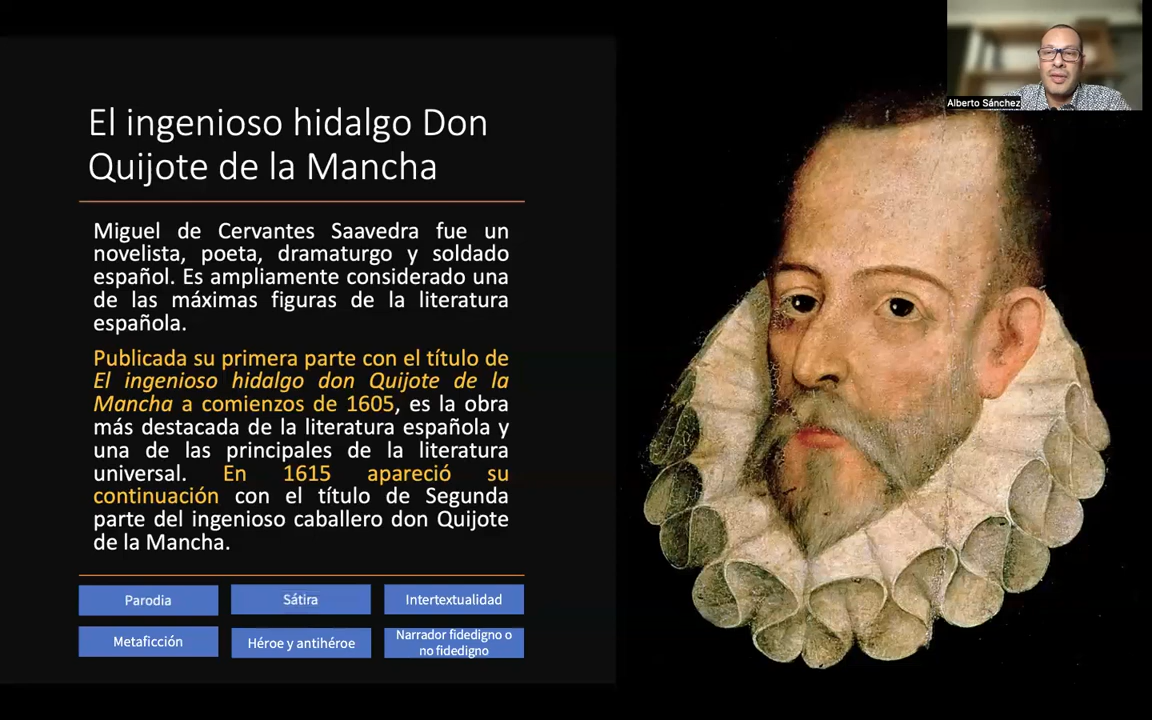 Alberto Sánchez
El ingenioso hidalgo Don
Quijote de la Mancha
Miguel de Cervantes Saavedra fue un
novelista, poeta, dramaturgo y soldado
español. Es ampliamente considerado una
de las máximas figuras de la literatura
española.
Publicada su primera parte con el título de
El ingenioso hidalgo don Quijote de la
Mancha a comienzos de 1605, es la obra
más destacada de la literatura española y
una de las principales de la literatura
universal. En 1615 apareció su
continuación con el título de Segunda
parte del ingenioso caballero don Quijote
de la Mancha.
Parodia
Sátira
Intertextualidad
Metaficción
Héroe y antihéroe
Narrador fidedigno o
no fidedigno